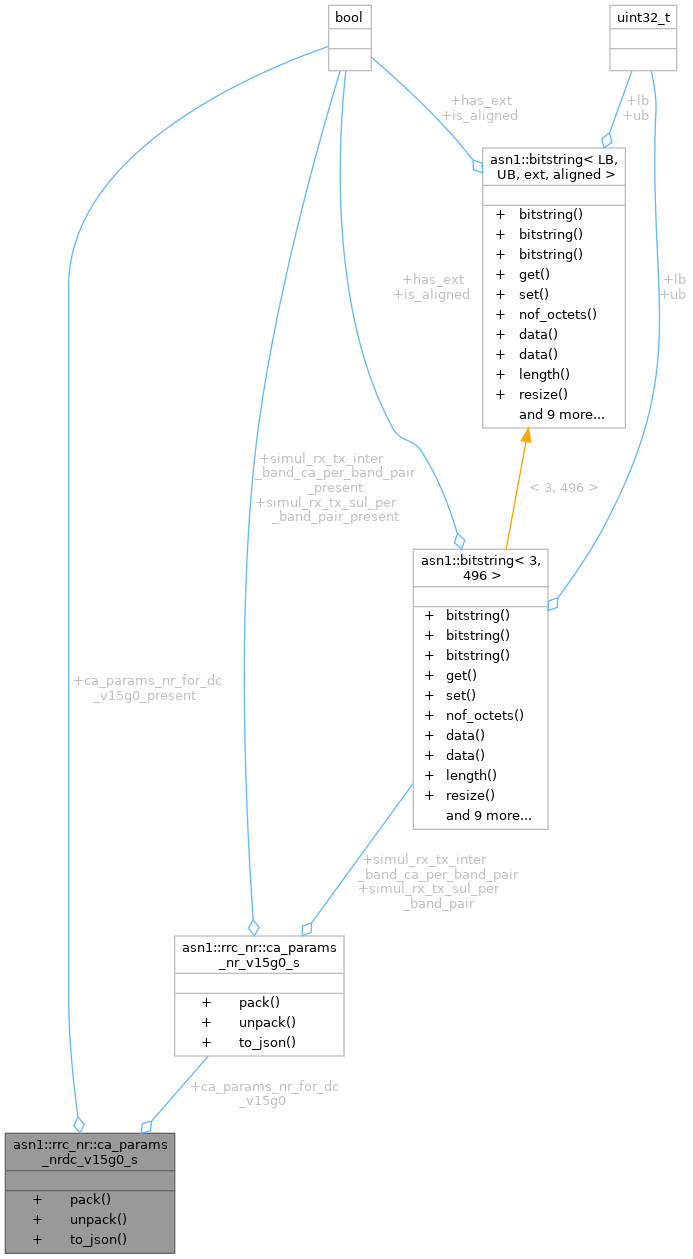 bool
uint32_t
+has_ext
+is_aligned
+lb
+ub
asn1::bitstring< LB,
UB, ext, aligned >
+ bitstring()
+ bitstring()
+ bitstring()
+ get()
+ set()
+ nof_octets()
+ data()
+ data()
+ length()
+ resize()
and 9 more...
+has_ext
+is_aligned
+lb
+ub
+simul_rx_tx_inter
_band_ca_per_band_pair
_present
+simul_rx_tx_sul_per
_band_pair_present
< 3, 496 >
asn1::bitstring< 3,
496 >
+ bitstring()
+ bitstring()
+ bitstring()
+ get()
+ set()
+ nof_octets()
+ data()
+ data()
+ length()
+ resize()
and 9 more...
+ca_params_nr_for_dc
_v15g0_present
+simul_rx_tx_inter
_band_ca_per_band_pair
+simul_rx_tx_sul_per
_band_pair
asn1::rrc_nr::ca_params
_nr_v15g0_s
+ pack()
+ unpack()
+ to_json()
+ca_params_nr_for_dc
_v15g0
asn1::rrc_nr::ca_params
_nrdc_v15g0_s
+ pack()
+ unpack()
+ to_json()